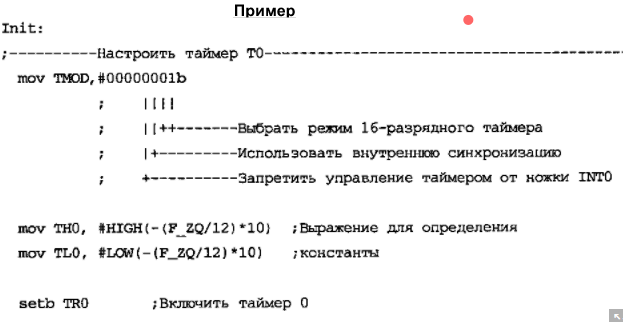 Пример
Init:
;----------Настроить таймер T0----------------------------------------
mov TMOD,#00000001b
; ||||
; ||++-------Выбрать режим 16-разрядного таймера
; |+---------Использовать внутреннюю синхронизацию
; +----------Запретить управление таймером от ножки INT0
mov TH0, #HIGH(-(F_ZQ/12)*10) ;Выражение для определения
mov TL0, #LOW(-(F_ZQ/12)*10) ;константы
setb TR0 ;Включить таймер 0